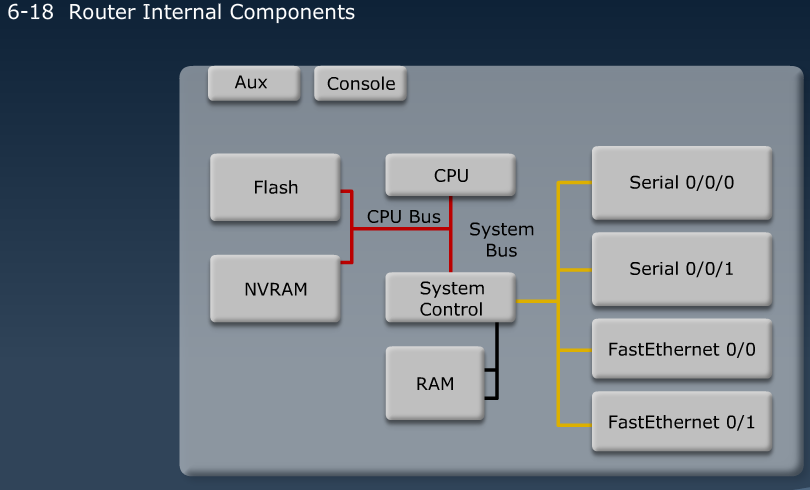 6-18 Router Internal Components
Aux
Console
Flash
CPU
Serial 0/0/0
CPU Bus
System
Bus
NVRAM
System
Control
Serial 0/0/1
RAM
FastEthernet 0/0
FastEthernet 0/1